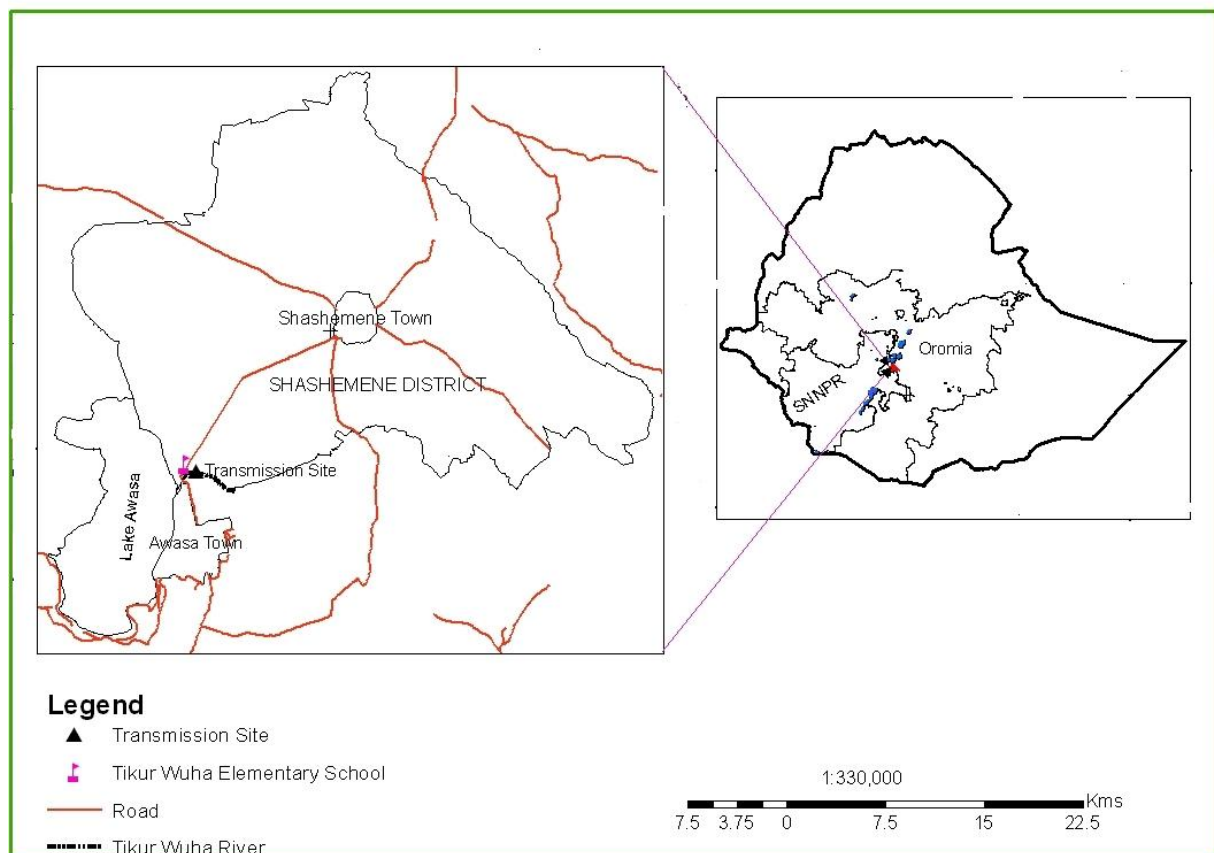 Shashemene Town
SHASHEMENE DISTRICT
Transmission Site
Lake Awasa
Awasa Town
Oromia
SNNPR
Legend
Transmission Site
Tikur Wuha Elementary School
Road
Tikur Wuha River
1:330,000
Kms
7.5 3.75 0 7.5 15 22.5